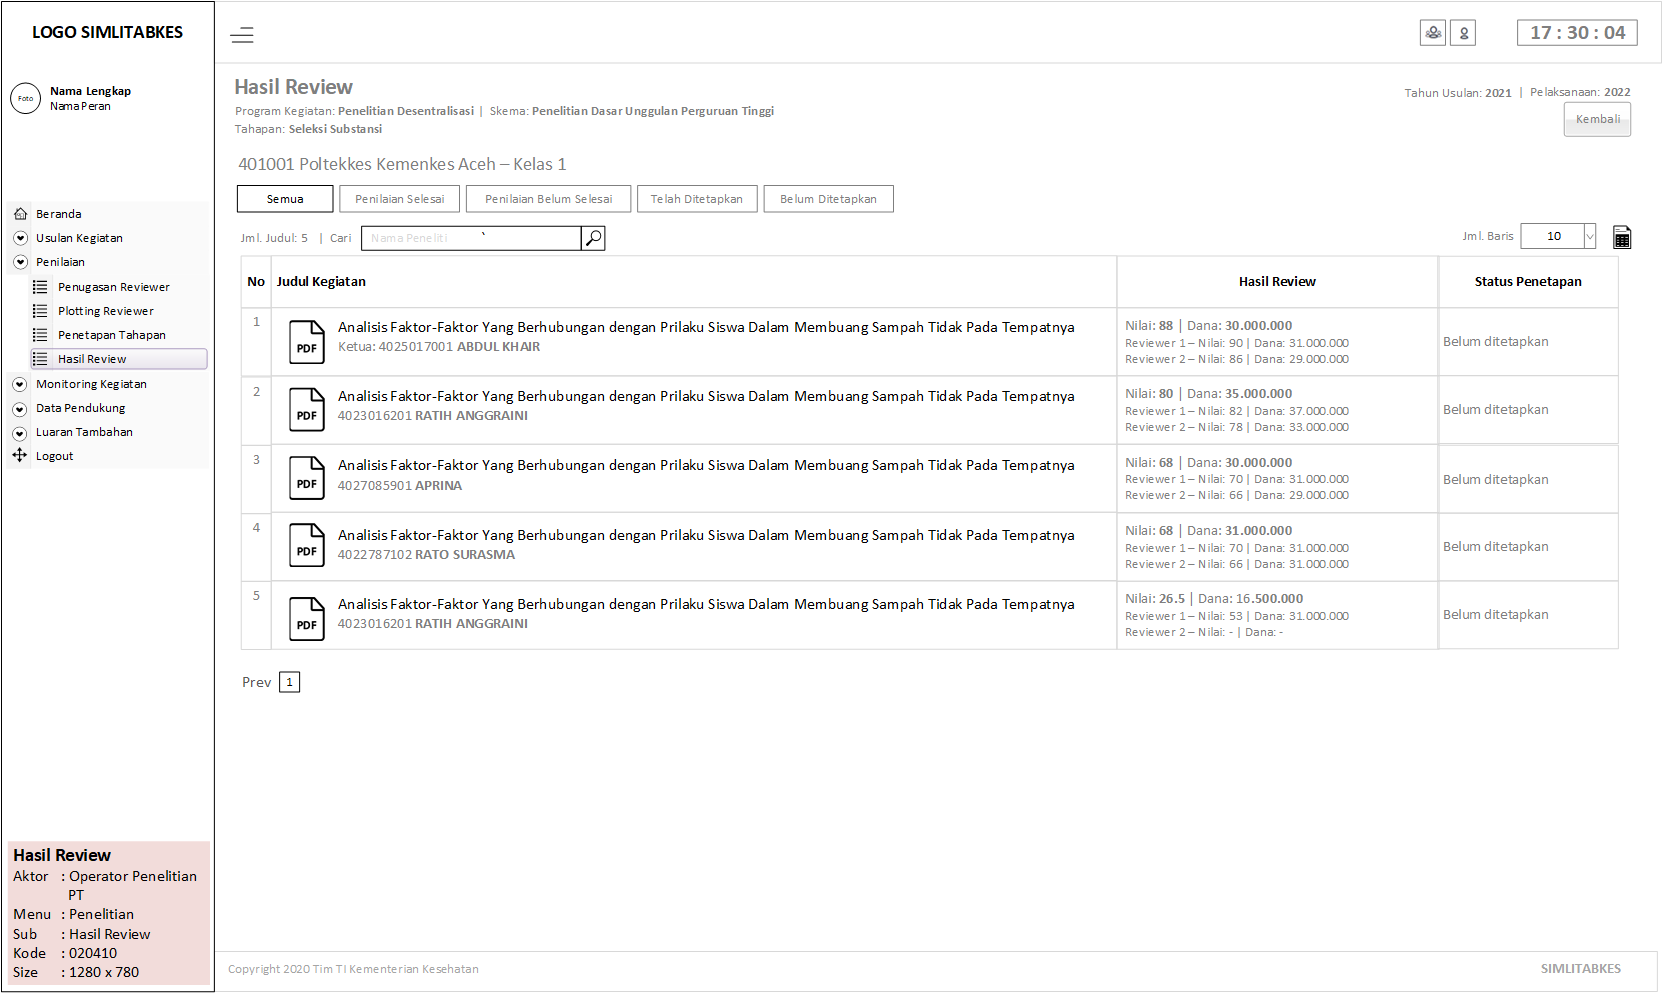 LOGO SIMLITABKES
Foto
Nama Lengkap
Nama Peran
Beranda
Usulan Kegiatan
Penilaian
Penugasan Reviewer
Plotting Reviewer
Penetapan Tahapan
Hasil Review
Monitoring Kegiatan
Data Pendukung
Luaran Tambahan
Logout
Hasil Review
Aktor : Operator Penelitian
PT
Menu : Penelitian
Sub : Hasil Review
Kode : 020410
Size : 1280 x 780
17 : 30 : 04
Hasil Review
Program Kegiatan: Penelitian Desentralisasi | Skema: Penelitian Dasar Unggulan Perguruan Tinggi
Tahapan: Seleksi Substansi
Tahun Usulan: 2021 | Pelaksanaan: 2022
Kembali
401001 Poltekkes Kemenkes Aceh – Kelas 1
Semua Penilaian Selesai Penilaian Belum Selesai Telah Ditetapkan Belum Ditetapkan
Jml. Judul: 5 | Cari Nama Peneliti `
Jml. Baris 10
No Judul Kegiatan Hasil Review Status Penetapan
1
PDF
Analisis Faktor-Faktor Yang Berhubungan dengan Prilaku Siswa Dalam Membuang Sampah Tidak Pada Tempatnya
Ketua: 4025017001 ABDUL KHAIR
Nilai: 88 | Dana: 30.000.000
Reviewer 1 – Nilai: 90 | Dana: 31.000.000
Reviewer 2 – Nilai: 86 | Dana: 29.000.000
Belum ditetapkan
2
PDF
Analisis Faktor-Faktor Yang Berhubungan dengan Prilaku Siswa Dalam Membuang Sampah Tidak Pada Tempatnya
4023016201 RATIH ANGGRAINI
Nilai: 80 | Dana: 35.000.000
Reviewer 1 – Nilai: 82 | Dana: 37.000.000
Reviewer 2 – Nilai: 78 | Dana: 33.000.000
Belum ditetapkan
3
PDF
Analisis Faktor-Faktor Yang Berhubungan dengan Prilaku Siswa Dalam Membuang Sampah Tidak Pada Tempatnya
4027085901 APRINA
Nilai: 68 | Dana: 30.000.000
Reviewer 1 – Nilai: 70 | Dana: 31.000.000
Reviewer 2 – Nilai: 66 | Dana: 29.000.000
Belum ditetapkan
4
PDF
Analisis Faktor-Faktor Yang Berhubungan dengan Prilaku Siswa Dalam Membuang Sampah Tidak Pada Tempatnya
4022787102 RATO SURASMA
Nilai: 68 | Dana: 31.000.000
Reviewer 1 – Nilai: 70 | Dana: 31.000.000
Reviewer 2 – Nilai: 66 | Dana: 31.000.000
Belum ditetapkan
5
PDF
Analisis Faktor-Faktor Yang Berhubungan dengan Prilaku Siswa Dalam Membuang Sampah Tidak Pada Tempatnya
4023016201 RATIH ANGGRAINI
Nilai: 26.5 | Dana: 16.500.000
Reviewer 1 – Nilai: 53 | Dana: 31.000.000
Reviewer 2 – Nilai: - | Dana: -
Belum ditetapkan
Prev 1
Copyright 2020 Tim TI Kementerian Kesehatan
SIMLITABKES